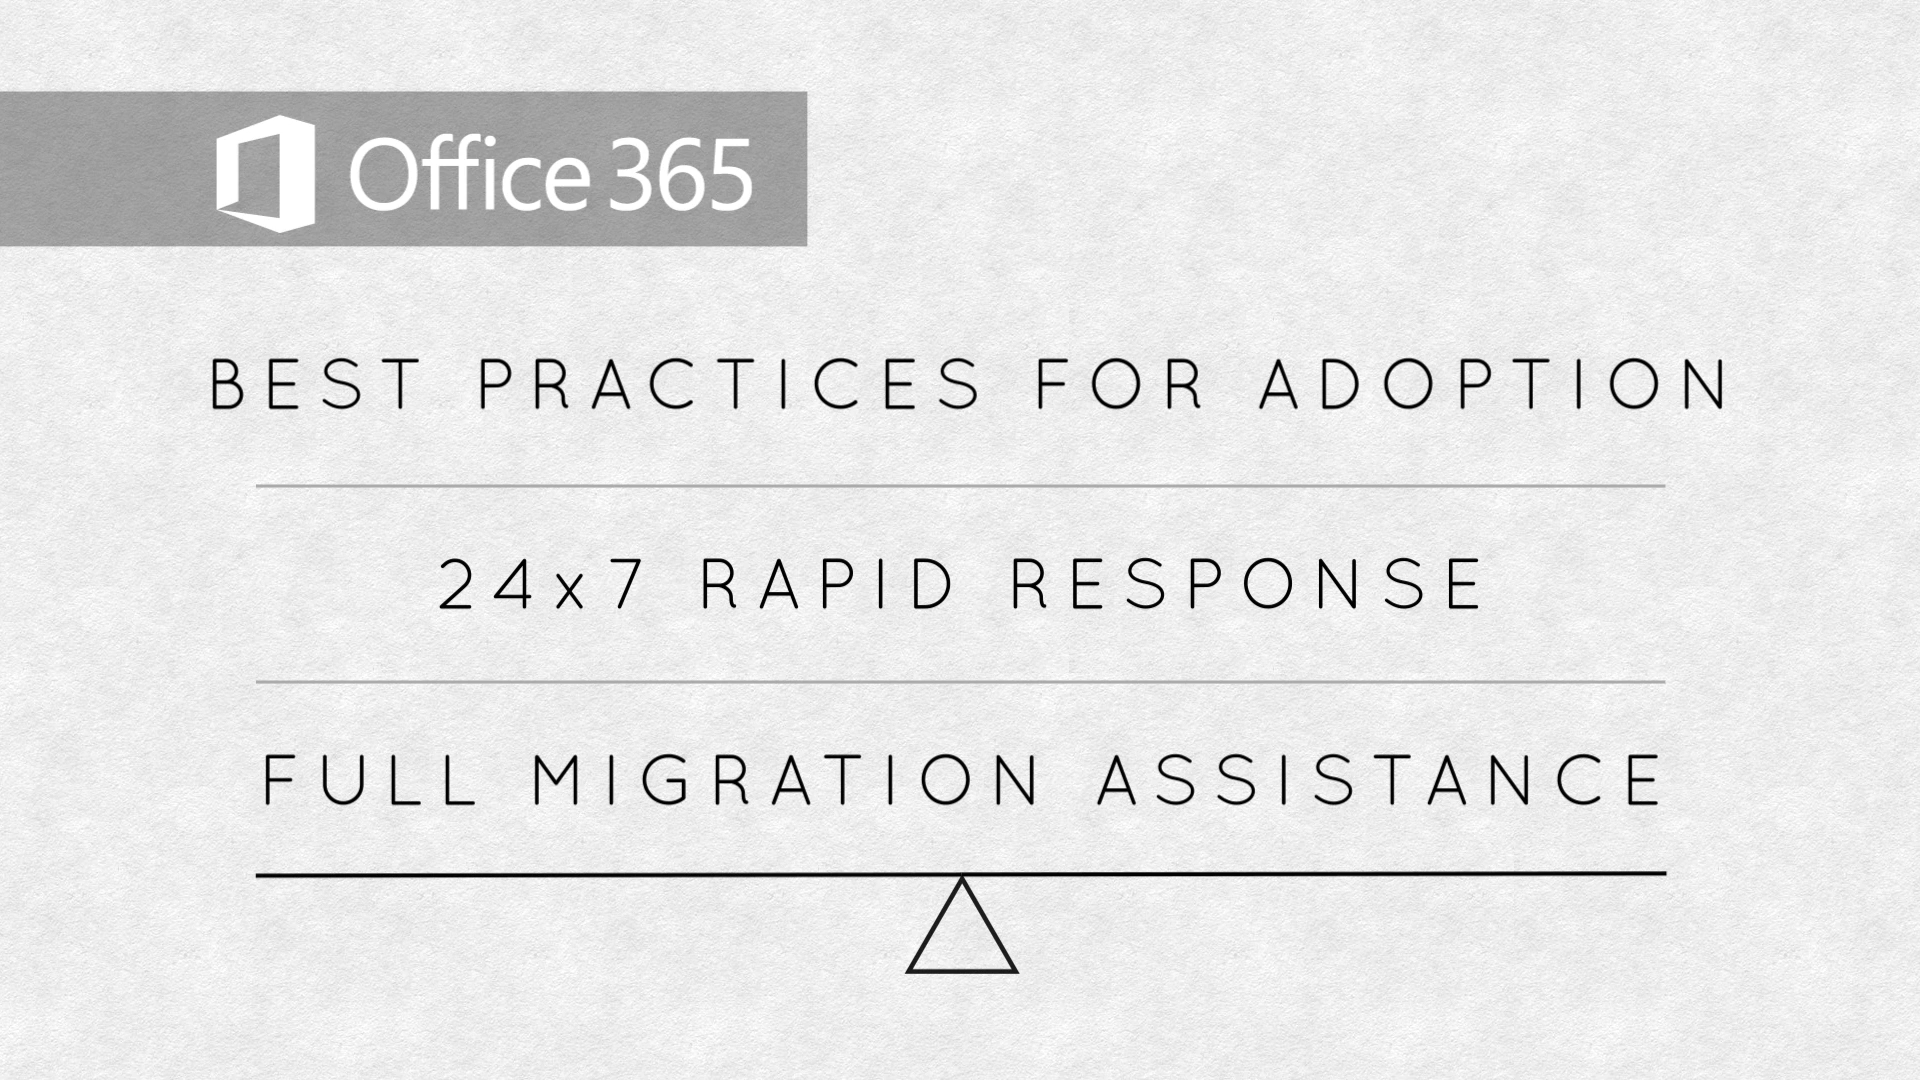 Office 365
BEST PRACTICES FOR ADOPTION
24x7 RAPID RESPONSE
FULL MIGRATION ASSISTANCE